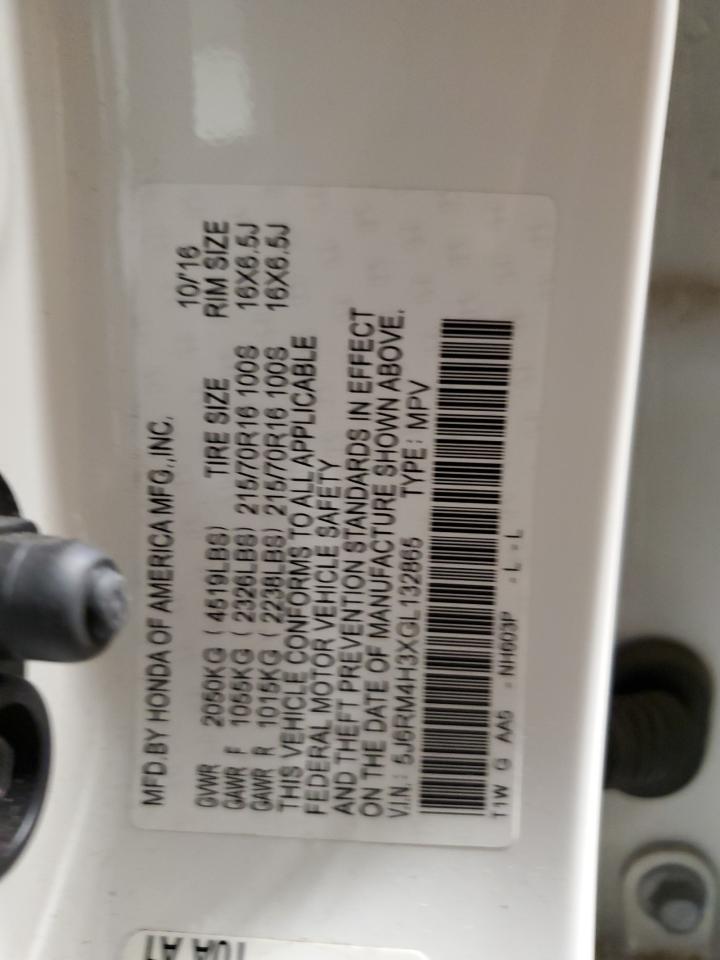 MFD.BY HONDA OF AMERICA MFG.,INC.
10/'16
GVWR 2050KG ( 4519LBS) TIRE SIZE RIM SIZE
GAWR F 1055KG ( 2326LBS) 215/70R16 100S 16X6.5J
GAWR R 1015KG ( 2238LBS) 215/70R16 100S 16X6.5J
THIS VEHICLE CONFORMS TO ALL APPLICABLE
FEDERAL MOTOR VEHICLE SAFETY
AND THEFT PREVENTION STANDARDS IN EFFECT
ON THE DATE OF MANUFACTURE SHOWN ABOVE.
V.I.N.: 5J6RM4H3XGL132865 TYPE: MPV
T1W G AA5 - NH603P - L - L